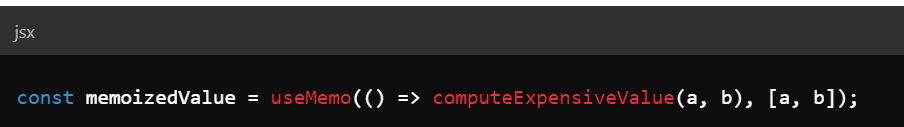 jsx
const memoizedValue = useMemo(() => computeExpensiveValue(a, b), [a, b]);